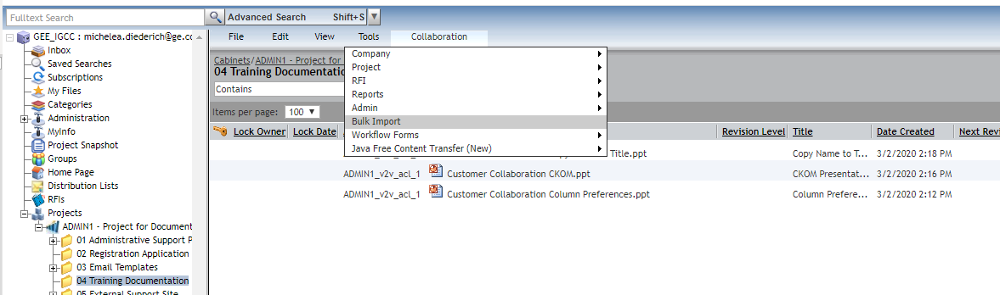 Fulltext Search
Advanced Search Shift+S
GEE_IGCC : michelea.diederich@ge.cc
File Edit View Tools Collaboration
Inbox
Saved Searches
Subscriptions
My Files
Categories
Administration
MyInfo
Project Snapshot
Groups
Home Page
Distribution Lists
RFIs
Projects
ADMIN1 - Project for Document
01 Administrative Support P
02 Registration Application
03 Email Templates
04 Training Documentation
05 External Support Site
Cabinets/ADMIN1 - Project for
04 Training Documentatio
Contains
Items per page: 100
Company
Project
RFI
Reports
Admin
Bulk Import
Workflow Forms
Java Free Content Transfer (New)
Lock Owner Lock Date Revision Level Title Date Created Next Revi
Title.ppt Copy Name to T... 3/2/2020 2:18 PM
ADMIN1_v2v_acl_1 Customer Collaboration CKOM.ppt CKOM Presentat... 3/2/2020 2:16 PM
ADMIN1_v2v_acl_1 Customer Collaboration Column Preferences.ppt Column Prefere... 3/2/2020 2:12 PM